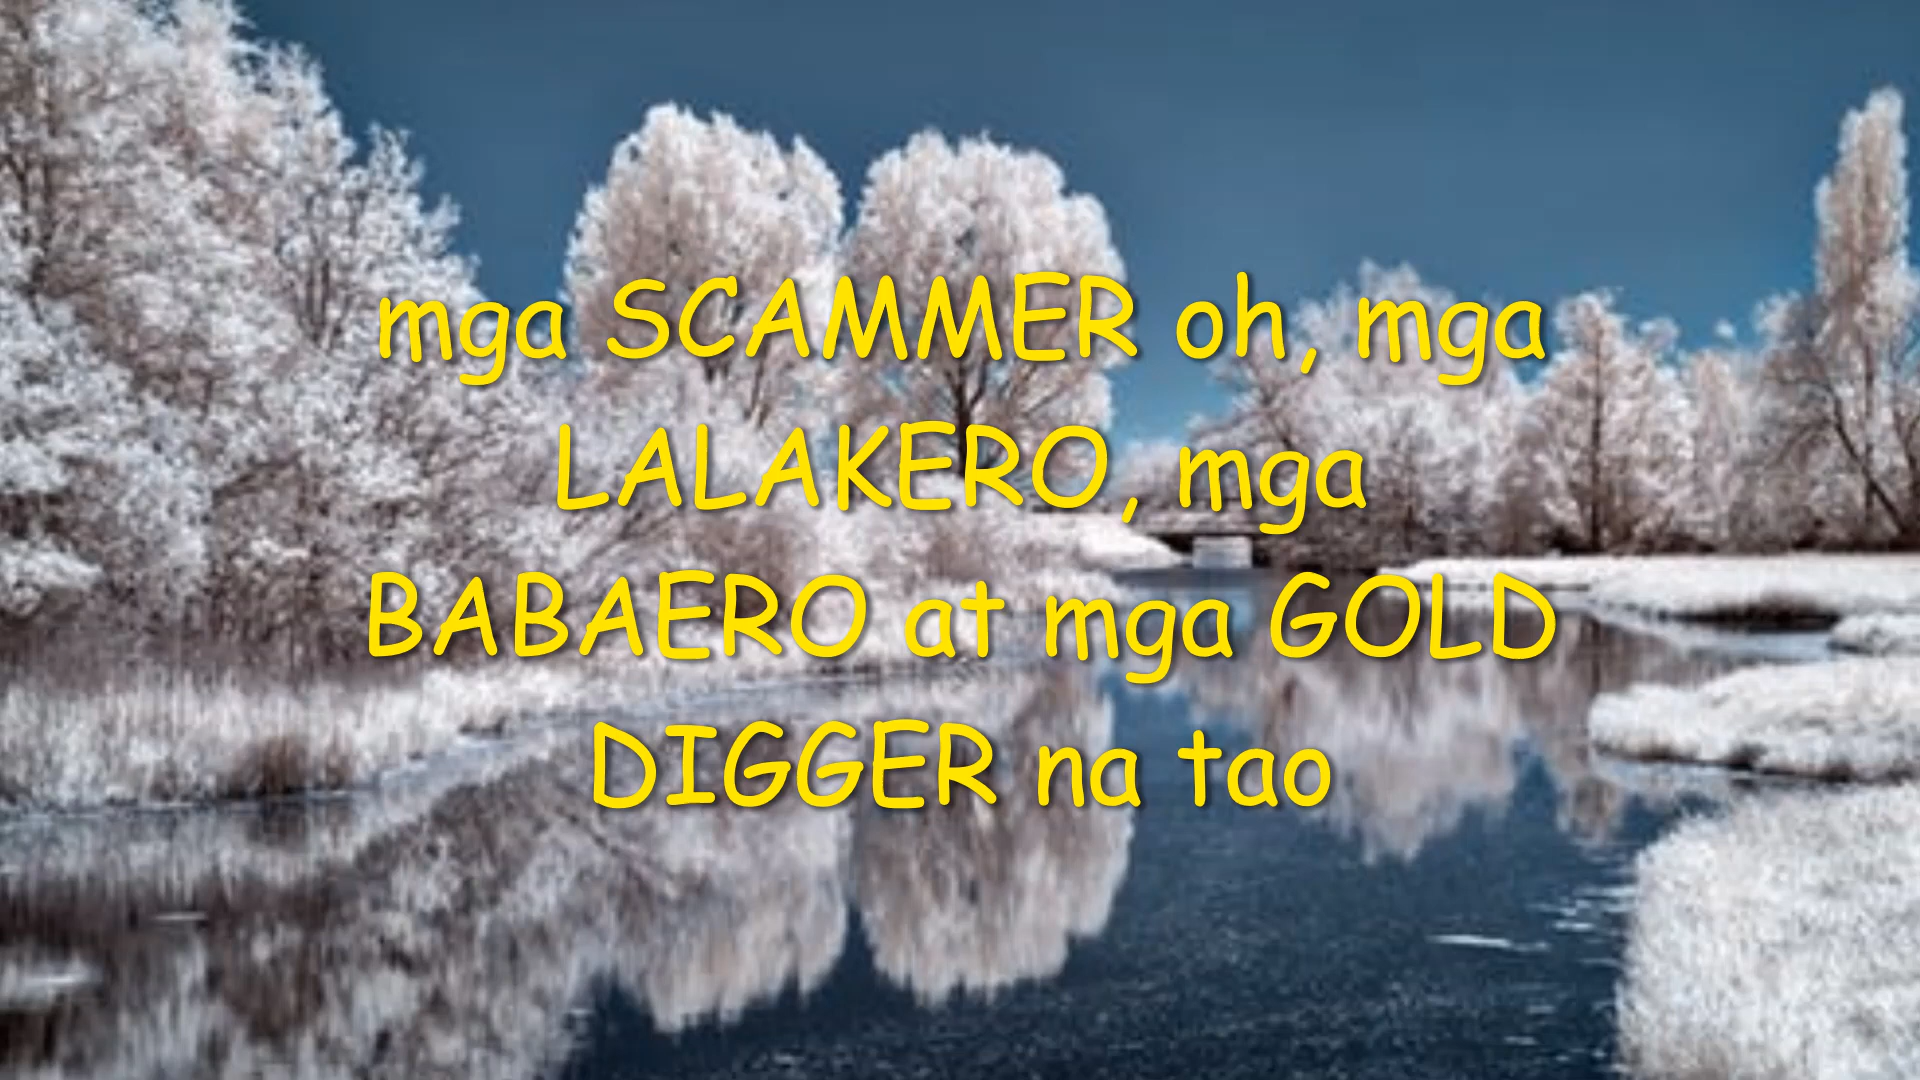 mga SCAMMER oh, mga
LALAKERO, mga
BABAERO at mga GOLD
DIGGER na tao